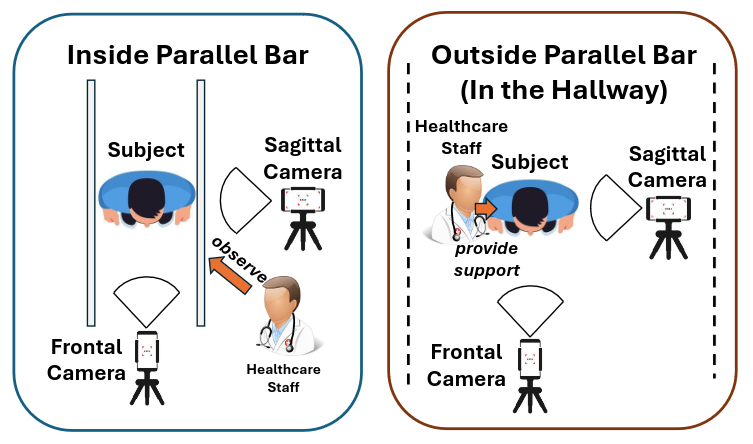 Inside Parallel Bar
Subject
Sagittal
Camera
observe
Frontal
Camera
Healthcare
Staff
Outside Parallel Bar
(In the Hallway)
Healthcare
Staff
Subject
Sagittal
Camera
provide
support
Frontal
Camera